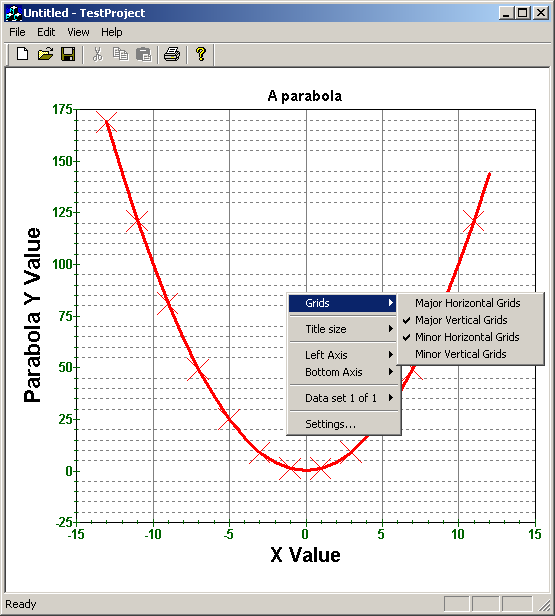 Untitled - TestProject
File Edit View Help
A parabola
175
150
125
100
75
50
25
0
-25
Parabola Y Value
-15 -10 -5 0 5 10 15
X Value
Grids
Title size
Left Axis
Bottom Axis
Data set 1 of 1
Settings...
Major Horizontal Grids
Major Vertical Grids
Minor Horizontal Grids
Minor Vertical Grids
Ready